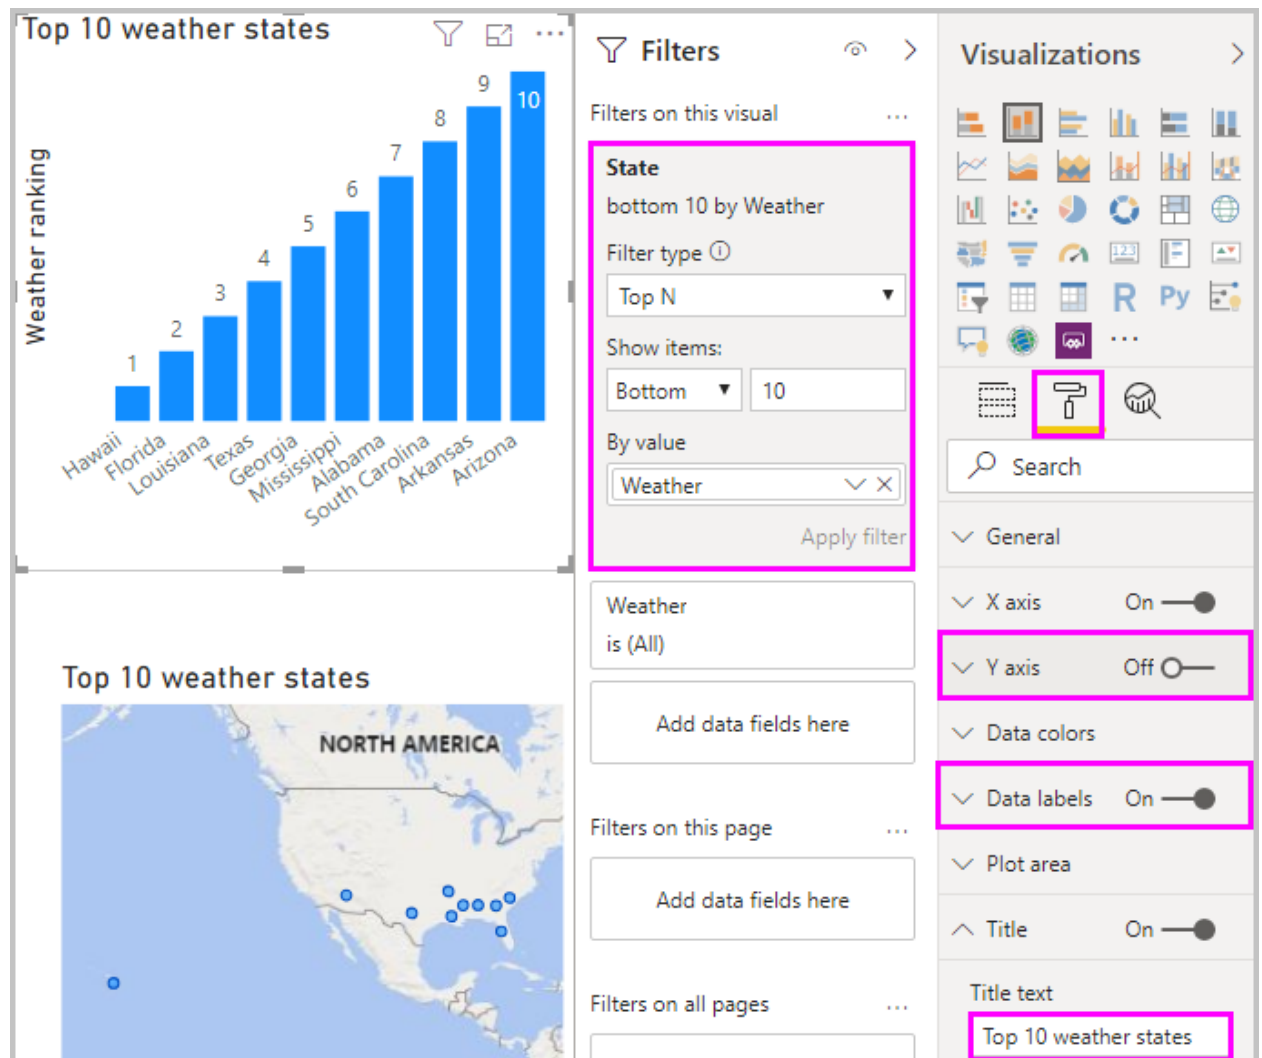 Top 10 weather states
Weather ranking
1
2
3
4
5
6
7
8
9
10
Hawaii
Florida
Louisiana
Texas
Georgia
Mississippi
Alabama
South Carolina
Arkansas
Arizona
Top 10 weather states
NORTH AMERICA
Filters
Filters on this visual
State
bottom 10 by Weather
Filter type
Top N
Show items:
Bottom
10
By value
Weather
Apply filter
Weather
is (All)
Add data fields here
Filters on this page
Add data fields here
Filters on all pages
Visualizations
123
R
Py
Search
General
X axis On
Y axis Off
Data colors
Data labels On
Plot area
Title On
Title text
Top 10 weather states